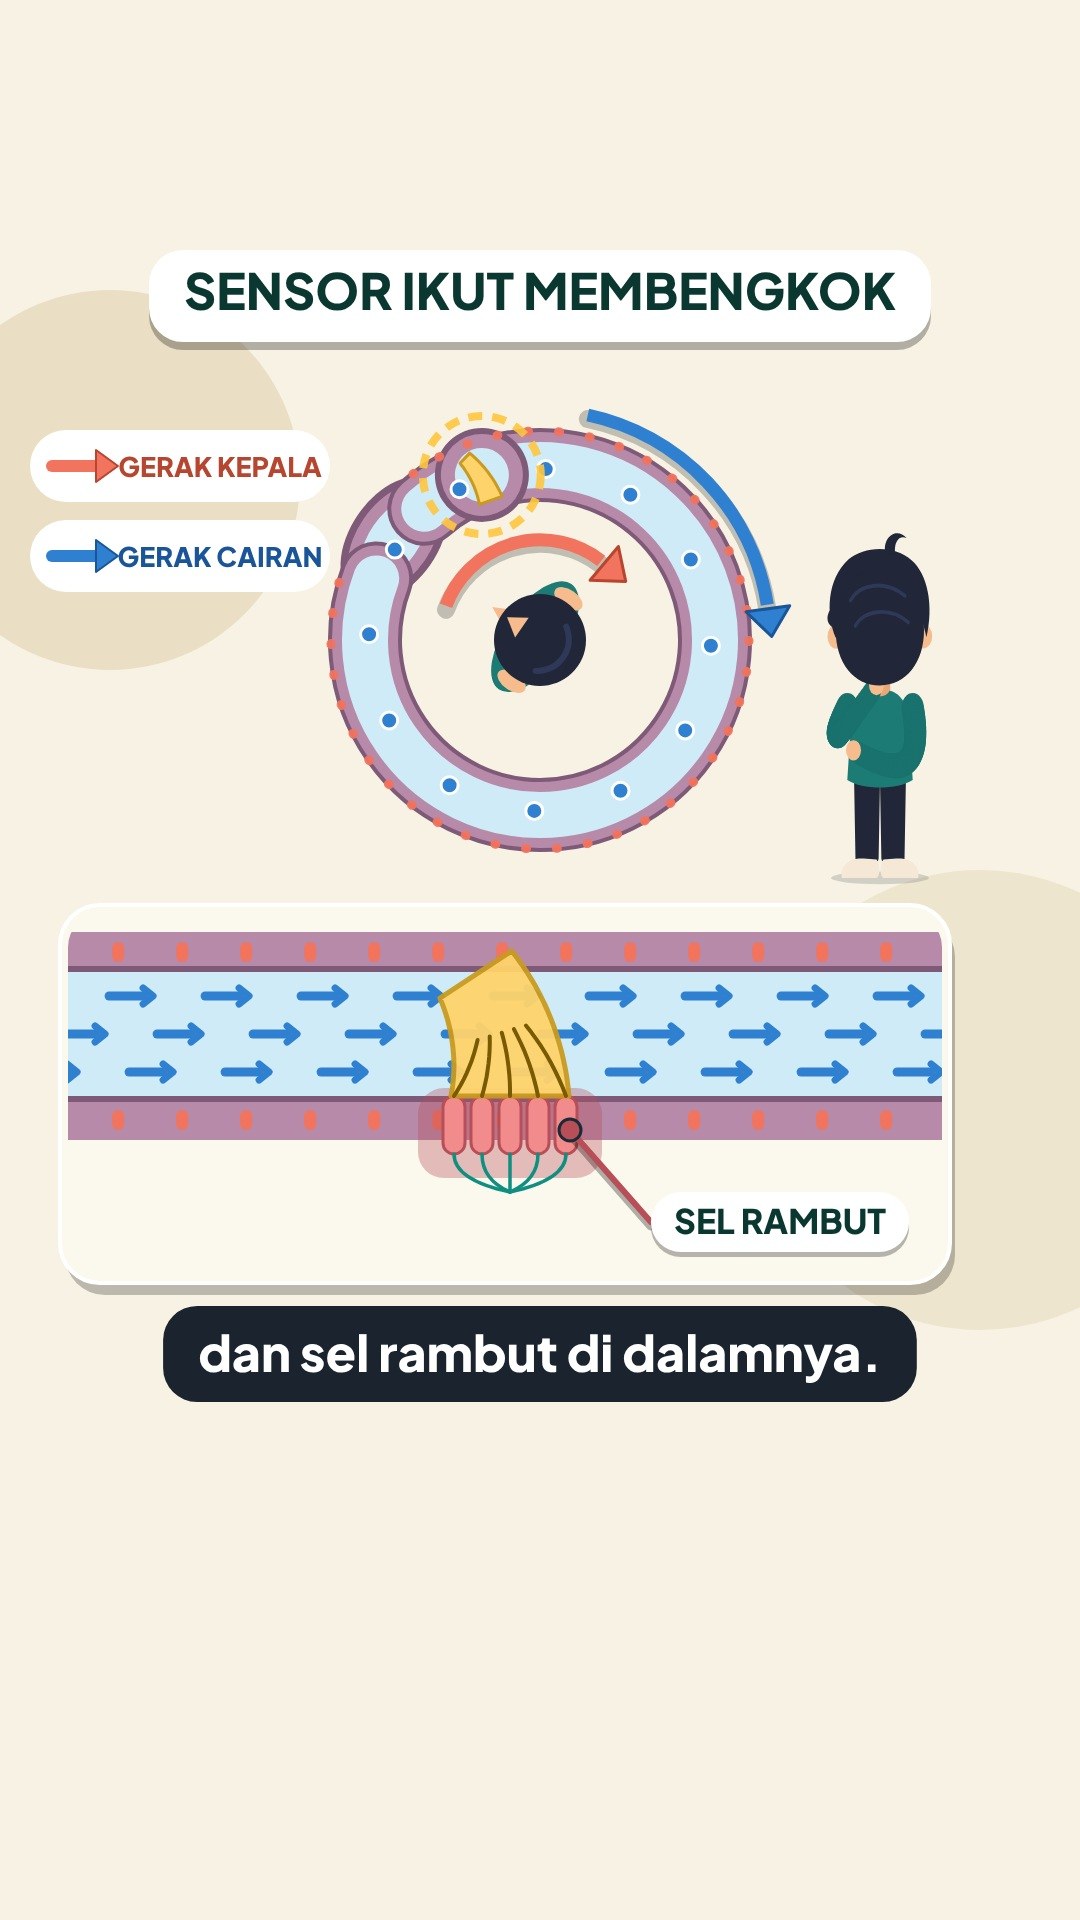 SENSOR IKUT MEMBENGKOK
GERAK KEPALA
GERAK CAIRAN
SEL RAMBUT
dan sel rambut di dalamnya.